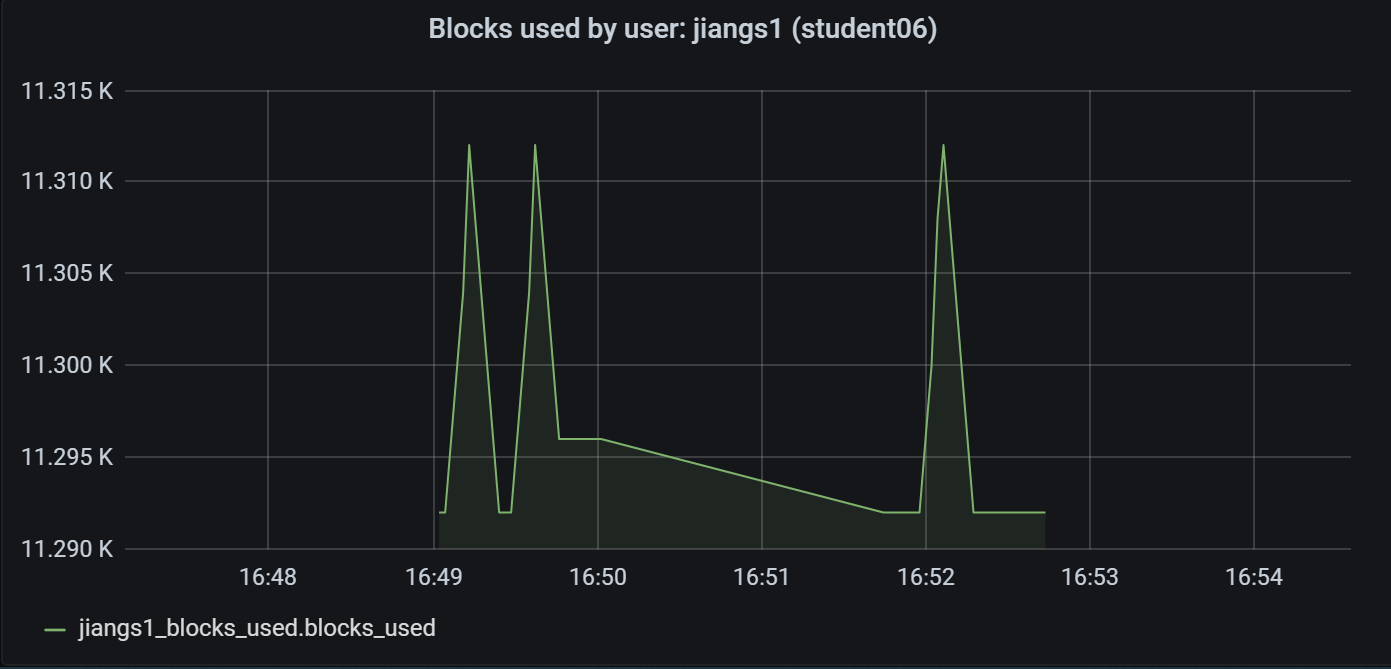 Blocks used by user: jiangs1 (student06)
11.315 K
11.310 K
11.305 K
11.300 K
11.295 K
11.290 K
16:48 16:49 16:50 16:51 16:52 16:53 16:54
jiangs1_blocks_used.blocks_used